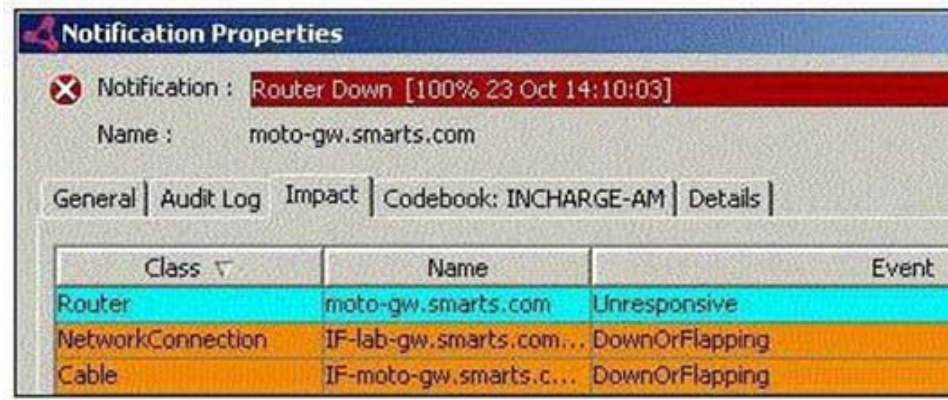 Notification Properties
Notification : Router Down [100% 23 Oct 14:10:03]
Name : moto-gw.smarts.com
General Audit Log Impact Codebook: INCHARGE-AM Details
Class Name Event
Router moto-gw.smarts.com Unresponsive
NetworkConnection IF-lab-gw.smarts.com... DownOrFlapping
Cable IF-moto-gw.smarts.c... DownOrFlapping